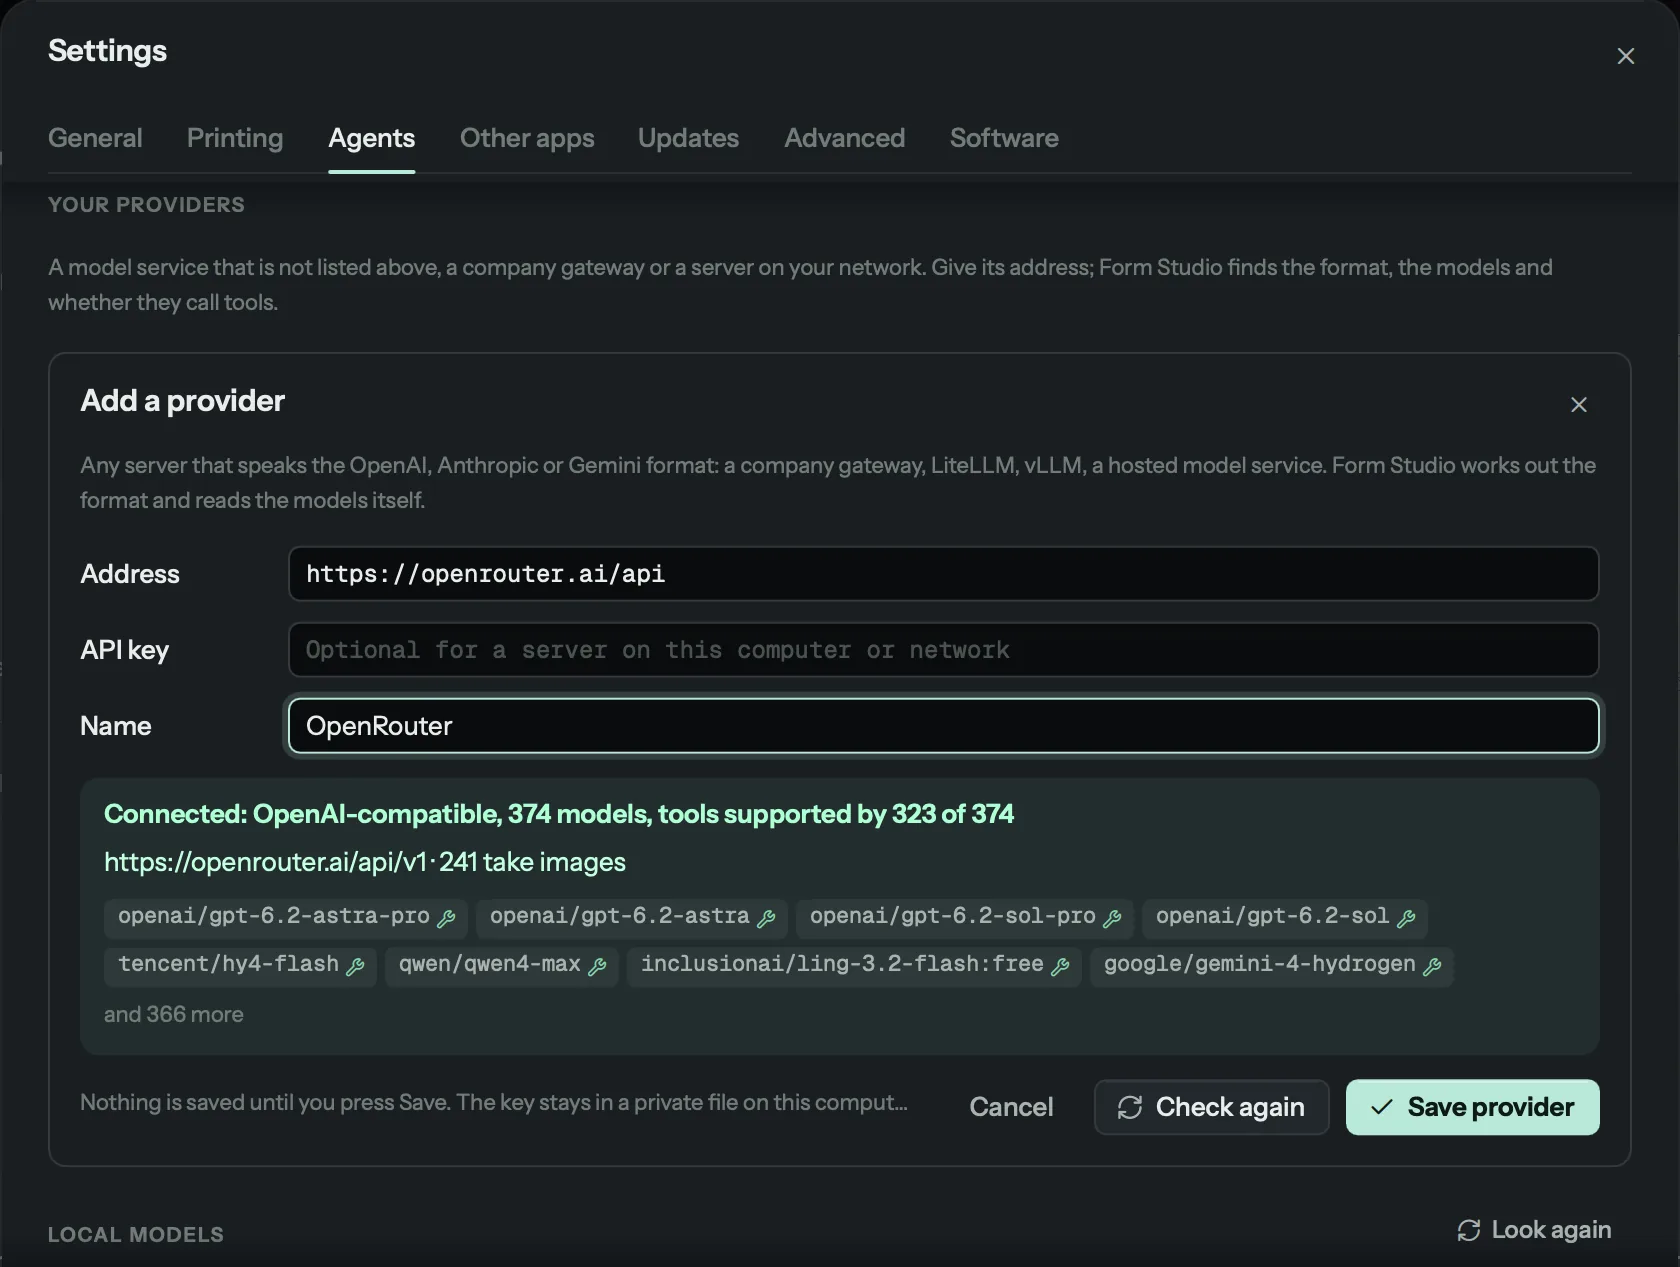 Settings
General Printing Agents Other apps Updates Advanced Software
YOUR PROVIDERS
A model service that is not listed above, a company gateway or a server on your network. Give its address; Form Studio finds the format, the models and
whether they call tools.
Add a provider
Any server that speaks the OpenAI, Anthropic or Gemini format: a company gateway, LiteLLM, vLLM, a hosted model service. Form Studio works out the
format and reads the models itself.
Address https://openrouter.ai/api
API key Optional for a server on this computer or network
Name OpenRouter
Connected: OpenAI-compatible, 374 models, tools supported by 323 of 374
https://openrouter.ai/api/v1 · 241 take images
openai/gpt-6.2-astra-pro openai/gpt-6.2-astra openai/gpt-6.2-sol-pro openai/gpt-6.2-sol
tencent/hy4-flash qwen/qwen4-max inclusionai/ling-3.2-flash:free google/gemini-4-hydrogen
and 366 more
Nothing is saved until you press Save. The key stays in a private file on this comput... Cancel Check again Save provider
LOCAL MODELS Look again